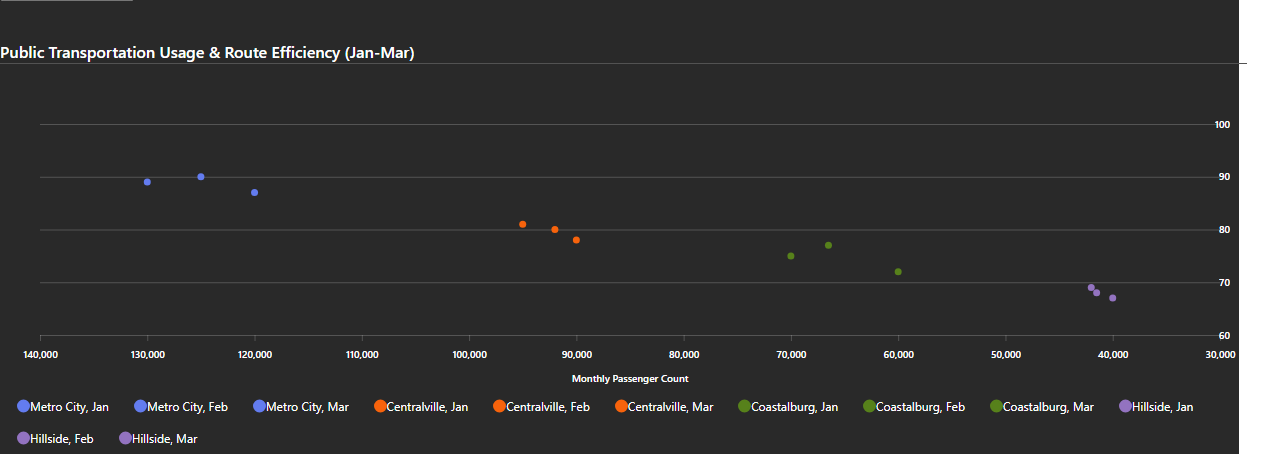 Public Transportation Usage & Route Efficiency (Jan-Mar)
100
90
80
70
60
140,000 130,000 120,000 110,000 100,000 90,000 80,000 70,000 60,000 50,000 40,000 30,000
Monthly Passenger Count
Metro City, Jan Metro City, Feb Metro City, Mar Centralville, Jan Centralville, Feb Centralville, Mar Coastalburg, Jan Coastalburg, Feb Coastalburg, Mar Hillside, Jan
Hillside, Feb Hillside, Mar